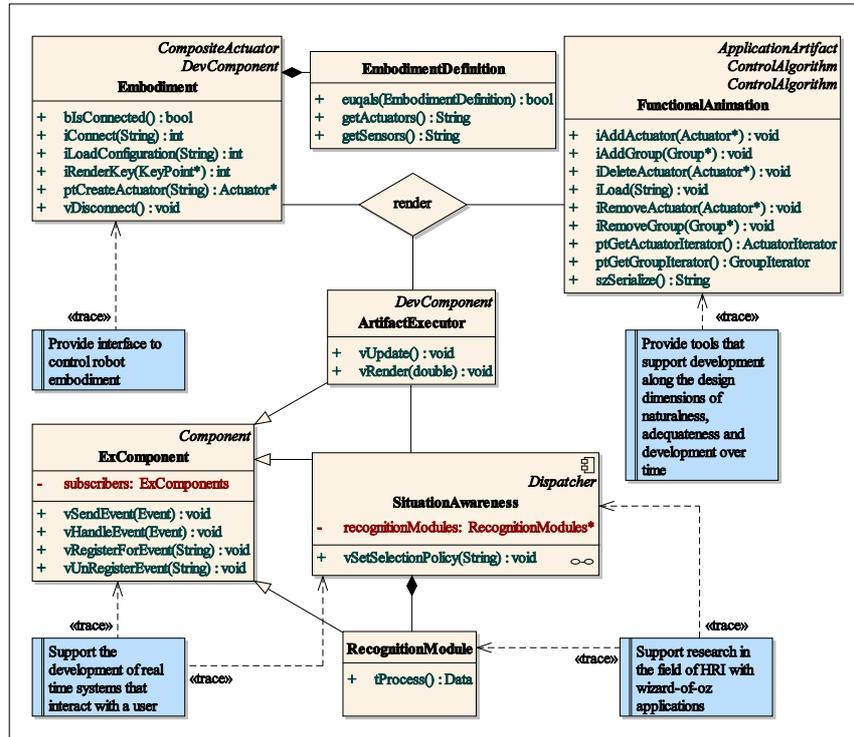 CompositeActuator
DevComponent
Embodiment
+ bIsConnected() : bool
+ iConnect(String) : int
+ iLoadConfiguration(String) : int
+ iRenderKey(KeyPoint*) : int
+ ptCreateActuator(String) : Actuator*
+ vDisconnect() : void
EmbodimentDefinition
+ euqals(EmbodimentDefinition) : bool
+ getActuators() : String
+ getSensors() : String
ApplicationArtifact
ControlAlgorithm
ControlAlgorithm
FunctionalAnimation
+ iAddActuator(Actuator*) : void
+ iAddGroup(Group*) : void
+ iDeleteActuator(Actuator*) : void
+ iLoad(String) : void
+ iRemoveActuator(Actuator*) : void
+ iRemoveGroup(Group*) : void
+ ptGetActuatorIterator() : ActuatorIterator
+ ptGetGroupIterator() : GroupIterator
+ szSerialize() : String
render
«trace»
Provide interface to
control robot
embodiment
DevComponent
ArtifactExecutor
+ vUpdate() : void
+ vRender(double) : void
«trace»
Provide tools that
support development
along the design
dimensions of
naturalness,
adequateness and
development over
time
Component
ExComponent
- subscribers: ExComponents
+ vSendEvent(Event) : void
+ vHandleEvent(Event) : void
+ vRegisterForEvent(String) : void
+ vUnRegisterEvent(String) : void
Dispatcher
SituationAwareness
- recognitionModules: RecognitionModules*
+ vSetSelectionPolicy(String) : void
«trace»
Support the
development of real
time systems that
interact with a user
«trace»
RecognitionModule
+ tProcess() : Data
«trace»
«trace»
Support research in
the field of HRI with
wizard-of-oz
applications